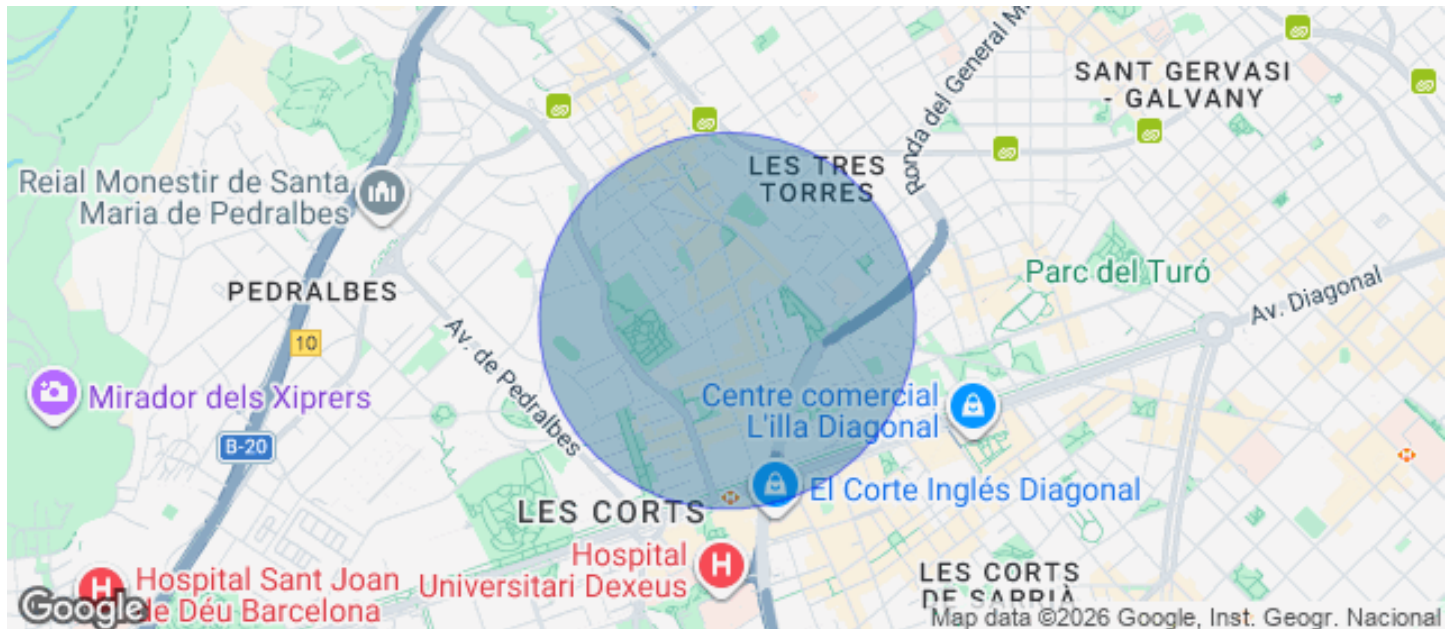 Ronda del General Mi
SANT GERVASI
- GALVANY
LES TRES
TORRES
Reial Monestir de Santa
Maria de Pedralbes
PEDRALBES
Parc del Turó
Av. Diagonal
10
Av. de Pedralbes
Mirador dels Xiprers
Centre comercial
L'illa Diagonal
B-20
El Corte Inglés Diagonal
LES CORTS
Hospital
Universitari Dexeus
H
H
Hospital Sant Joan
de Déu Barcelona
LES CORTS
DE SARRIÀ
Google
Map data ©2026 Google, Inst. Geogr. Nacional